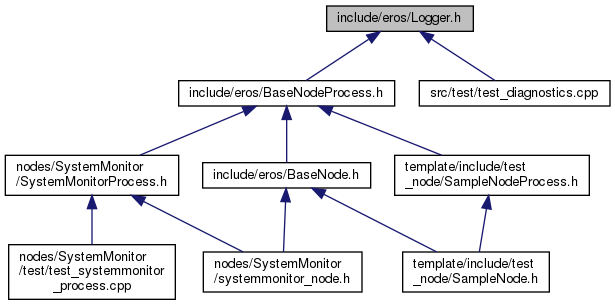 include/eros/Logger.h
include/eros/BaseNodeProcess.h
src/test/test_diagnostics.cpp
nodes/SystemMonitor
/SystemMonitorProcess.h
include/eros/BaseNode.h
template/include/test
_node/SampleNodeProcess.h
nodes/SystemMonitor
/test/test_systemmonitor
_process.cpp
nodes/SystemMonitor
/systemmonitor_node.h
template/include/test
_node/SampleNode.h